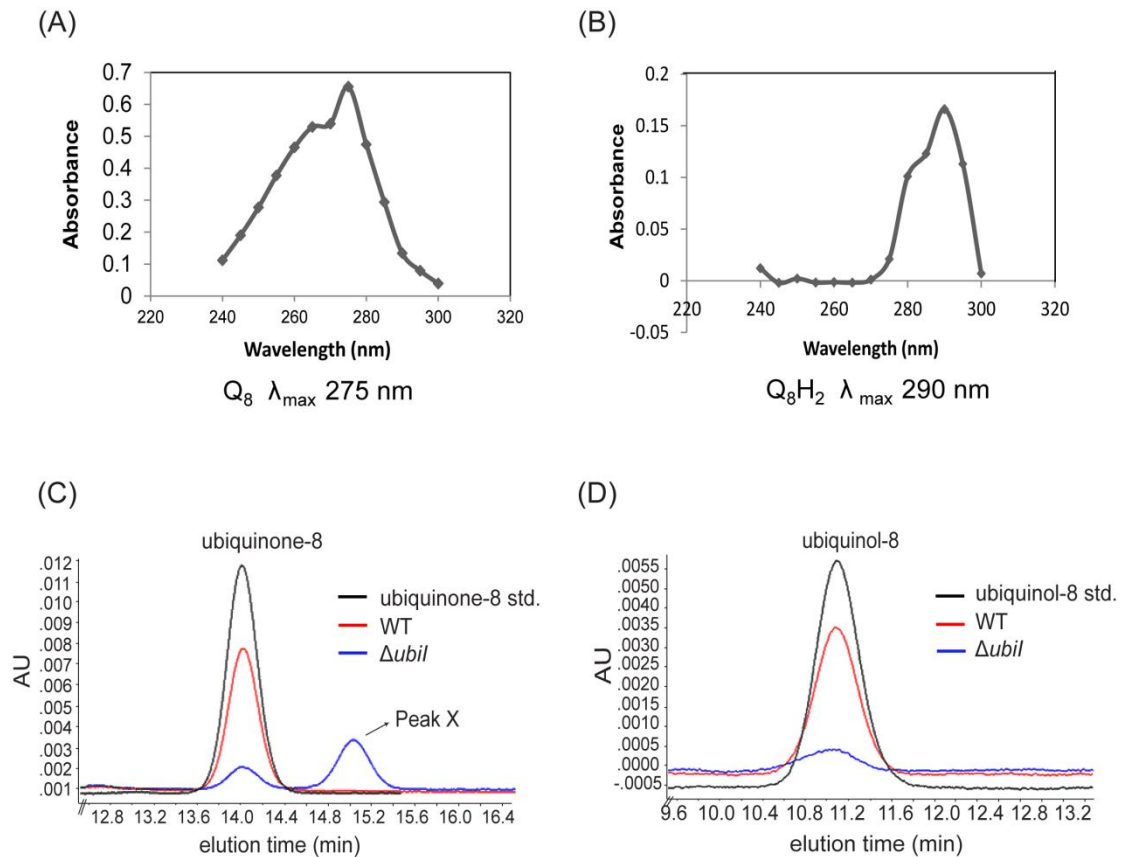 (A)
0.7
0.6
0.5
0.4
0.3
0.2
0.1
0
220 240 260 280 300 320
Absorbance
Wavelength (nm)
Q₈ λmax 275 nm
(B)
0.2
0.15
0.1
0.05
0
-0.05
220 240 260 280 300 320
Absorbance
Wavelength (nm)
Q₈H₂ λ max 290 nm
(C)
ubiquinone-8
.012
.011
.010
.009
.008
.007
.006
.005
.004
.003
.002
.001
AU
ubiquinone-8 std.
WT
ΔubiI
Peak X
12.8 13.2 13.6 14.0 14.4 14.8 15.2 15.6 16.0 16.4
elution time (min)
(D)
ubiquinol-8
.0055
.0050
.0045
.0040
.0035
.0030
.0025
.0020
.0015
.0010
.0005
.0000
-.0005
AU
ubiquinol-8 std.
WT
ΔubiI
9.6 10.0 10.4 10.8 11.2 11.6 12.0 12.4 12.8 13.2
elution time (min)